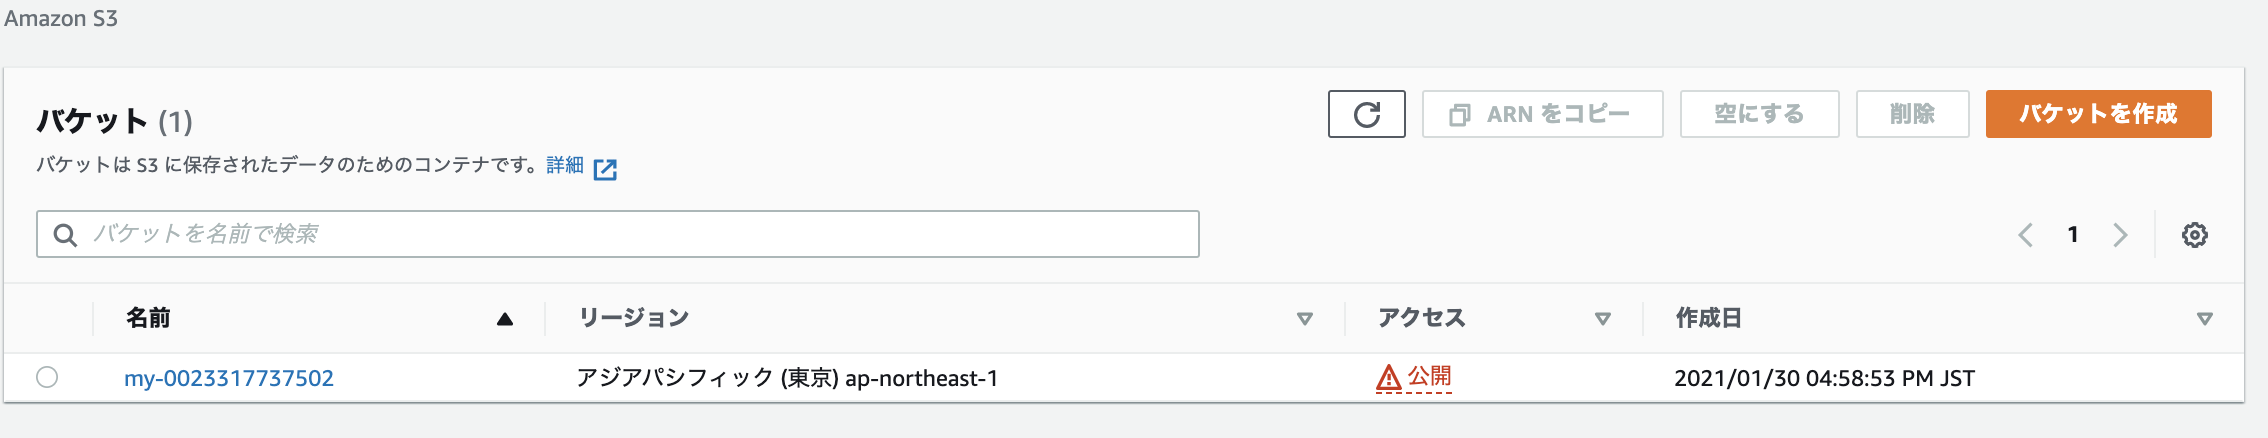 Amazon S3
バケット (1)
ARN をコピー
空にする
削除
バケットを作成
バケットは S3 に保存されたデータのためのコンテナです。詳細
バケットを名前で検索
1
名前 リージョン アクセス 作成日
my-0023317737502 アジアパシフィック (東京) ap-northeast-1 公開 2021/01/30 04:58:53 PM JST